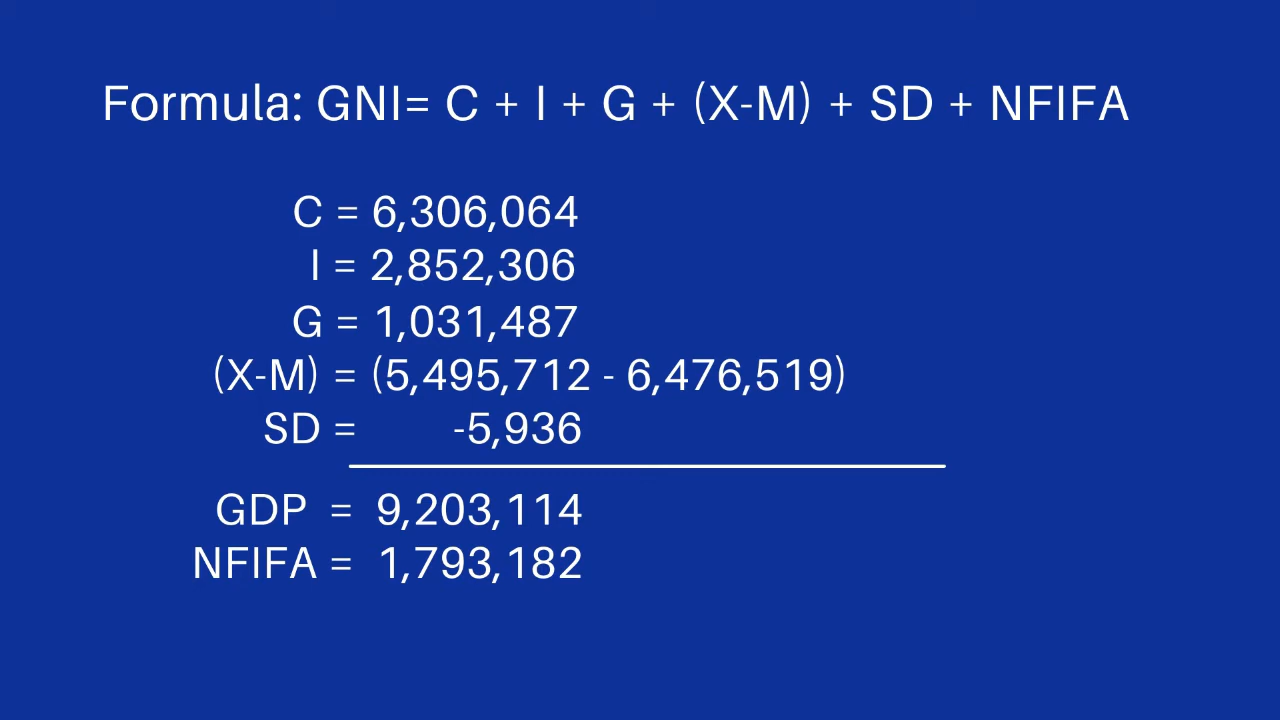 Formula: GNI= C + I + G + (X-M) + SD + NFIFA
C = 6,306,064
I = 2,852,306
G = 1,031,487
(X-M) = (5,495,712 - 6,476,519)
SD = -5,936
GDP = 9,203,114
NFIFA = 1,793,182